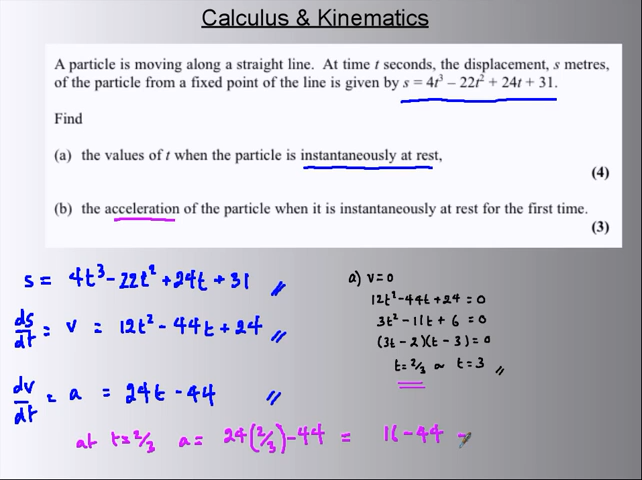 Calculus & Kinematics
A particle is moving along a straight line. At time t seconds, the displacement, s metres,
of the particle from a fixed point of the line is given by s = 4t³ – 22t² + 24t + 31.
Find
(a) the values of t when the particle is instantaneously at rest,
(4)
(b) the acceleration of the particle when it is instantaneously at rest for the first time.
(3)
s = 4t³ - 22t² + 24t + 31 //
ds/dt = v = 12t² - 44t + 24 //
dv/dt = a = 24t - 44 //
a) v = 0
12t² - 44t + 24 = 0
3t² - 11t + 6 = 0
(3t - 2)(t - 3) = 0
t = 2/3 or t = 3 //
at t = 2/3 a = 24(2/3) - 44 = 16 - 44 =